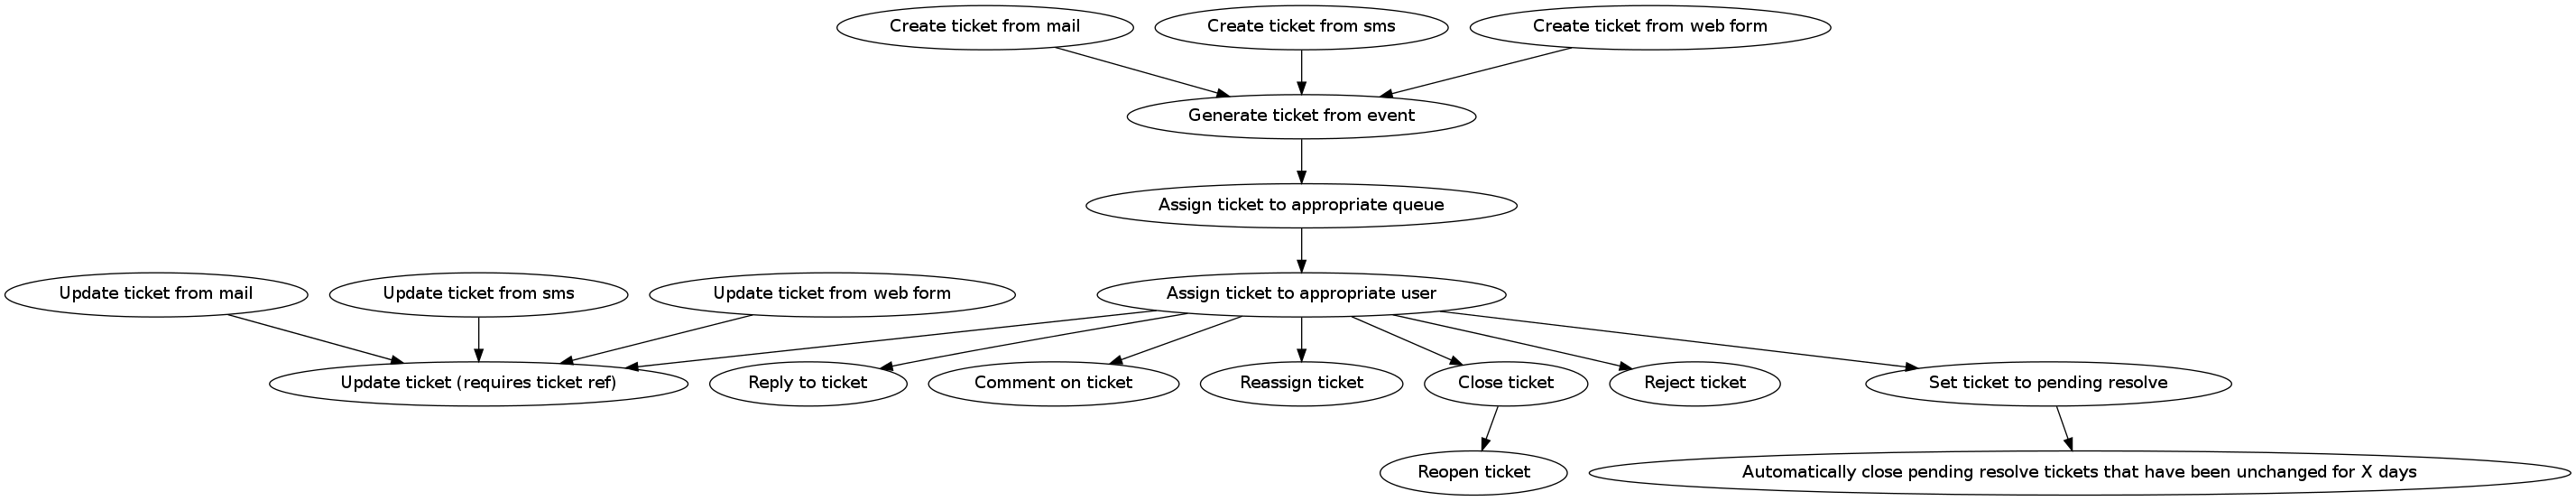 Create ticket from mail
Create ticket from sms
Create ticket from web form
Generate ticket from event
Assign ticket to appropriate queue
Update ticket from mail
Update ticket from sms
Update ticket from web form
Assign ticket to appropriate user
Update ticket (requires ticket ref)
Reply to ticket
Comment on ticket
Reassign ticket
Close ticket
Reject ticket
Set ticket to pending resolve
Reopen ticket
Automatically close pending resolve tickets that have been unchanged for X days